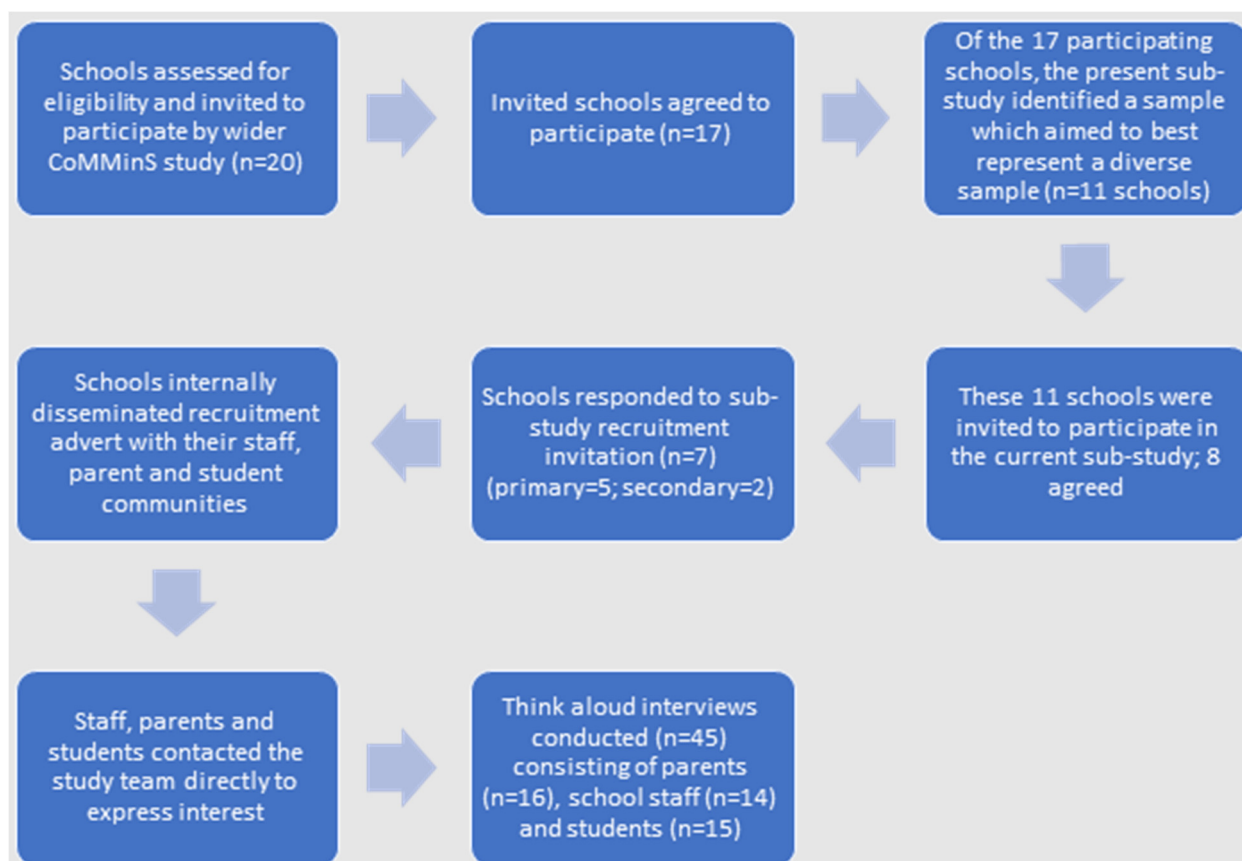 Schools assessed for
eligibility and invited to
participate by wider
CoMMinS study (n=20)
Invited schools agreed to
participate (n=17)
Of the 17 participating
schools, the present sub-
study identified a sample
which aimed to best
represent a diverse
sample (n=11 schools)
These 11 schools were
invited to participate in
the current sub-study; 8
agreed
Schools responded to sub-
study recruitment
invitation (n=7)
(primary=5; secondary=2)
Schools internally
disseminated recruitment
advert with their staff,
parent and student
communities
Staff, parents and
students contacted the
study team directly to
express interest
Think aloud interviews
conducted (n=45)
consisting of parents
(n=16), school staff (n=14)
and students (n=15)